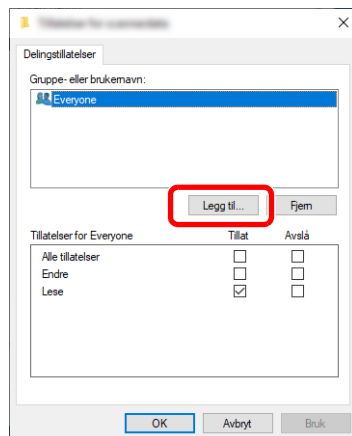 Delingstillatelser
Gruppe- eller brukernavn:
Everyone
Legg til... Fjern
Tillatelser for Everyone Tillat Avslå
Alle tillatelser
Endre
Lese
OK Avbryt Bruk